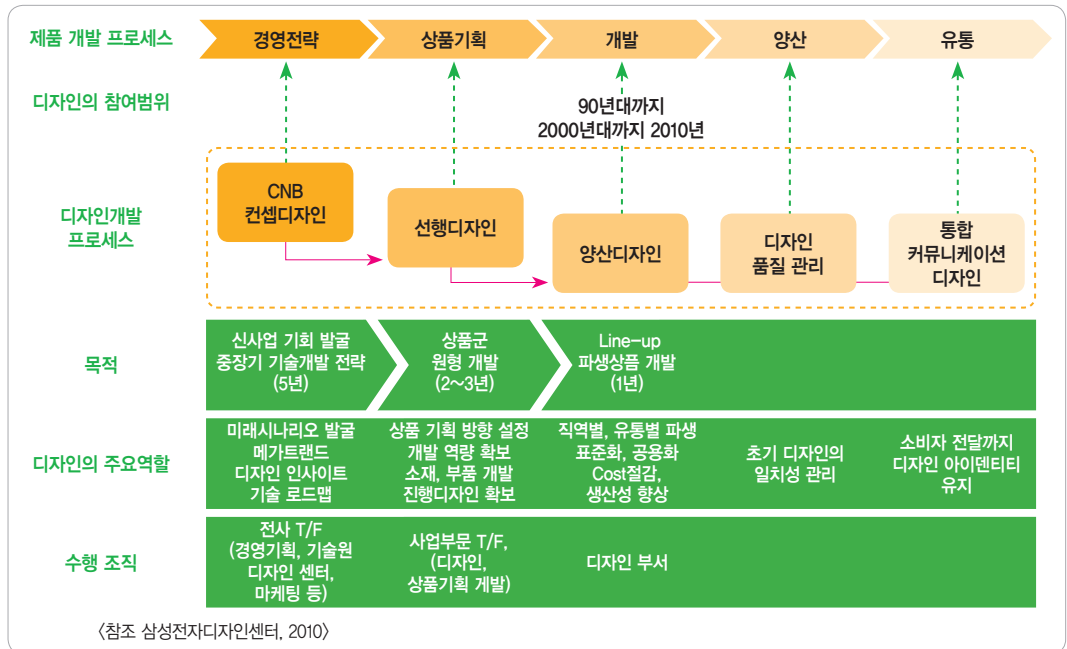 제품 개발 프로세스
경영전략
상품기획
개발
양산
유통
디자인의 참여범위
90년대까지
2000년대까지 2010년
디자인개발
프로세스
CNB
컨셉디자인
선행디자인
양산디자인
디자인
품질 관리
통합
커뮤니케이션
디자인
목적
신사업 기회 발굴
중장기 기술개발 전략
(5년)
상품군
원형 개발
(2~3년)
Line-up
파생상품 개발
(1년)
디자인의 주요역할
미래시나리오 발굴
메가트랜드
디자인 인사이트
기술 로드맵
상품 기획 방향 설정
개발 역량 확보
소재, 부품 개발
진행디자인 확보
직역별, 유통별 파생
표준화, 공용화
Cost절감,
생산성 향상
초기 디자인의
일치성 관리
소비자 전달까지
디자인 아이덴티티
유지
수행 조직
전사 T/F
(경영기획, 기술원
디자인 센터,
마케팅 등)
사업부문 T/F,
(디자인,
상품기획 게발)
디자인 부서
〈참조 삼성전자디자인센터, 2010〉